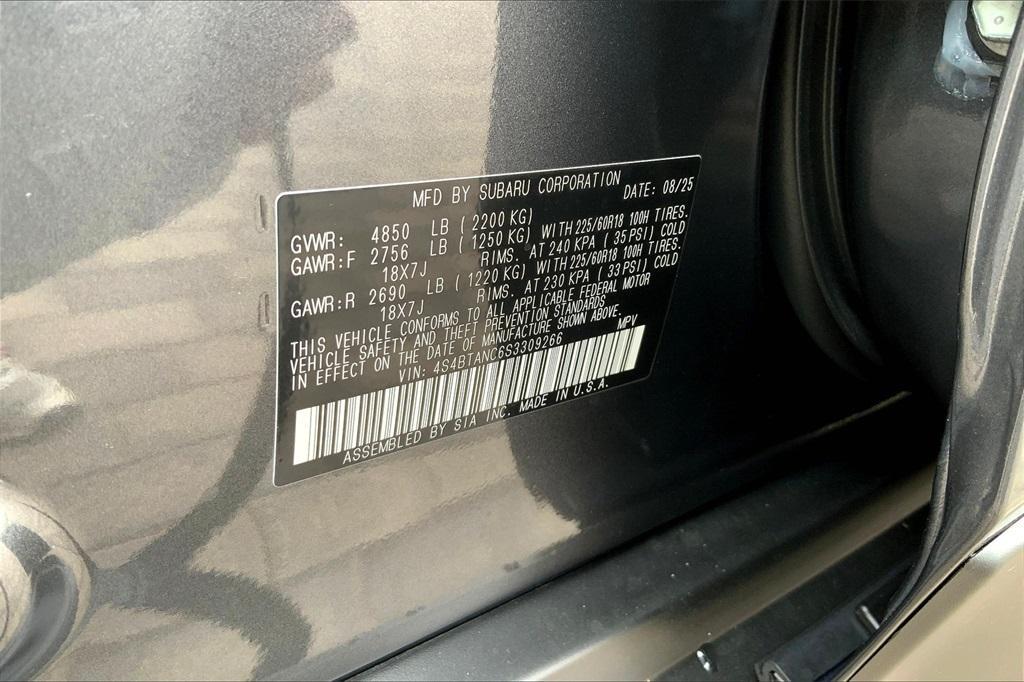 MFD BY SUBARU CORPORATION DATE: 08/25
GVWR: 4850 LB ( 2200 KG)
GAWR:F 2756 LB ( 1250 KG) WITH 225/60R18 100H TIRES.
18X7J RIMS. AT 240 KPA ( 35 PSI) COLD
GAWR:R 2690 LB ( 1220 KG) WITH 225/60R18 100H TIRES.
18X7J RIMS. AT 230 KPA ( 33 PSI) COLD
THIS VEHICLE CONFORMS TO ALL APPLICABLE FEDERAL MOTOR
VEHICLE SAFETY AND THEFT PREVENTION STANDARDS
IN EFFECT ON THE DATE OF MANUFACTURE SHOWN ABOVE.
VIN: 4S4BTANC6S3309266 MPV
ASSEMBLED BY SIA INC. MADE IN U.S.A.